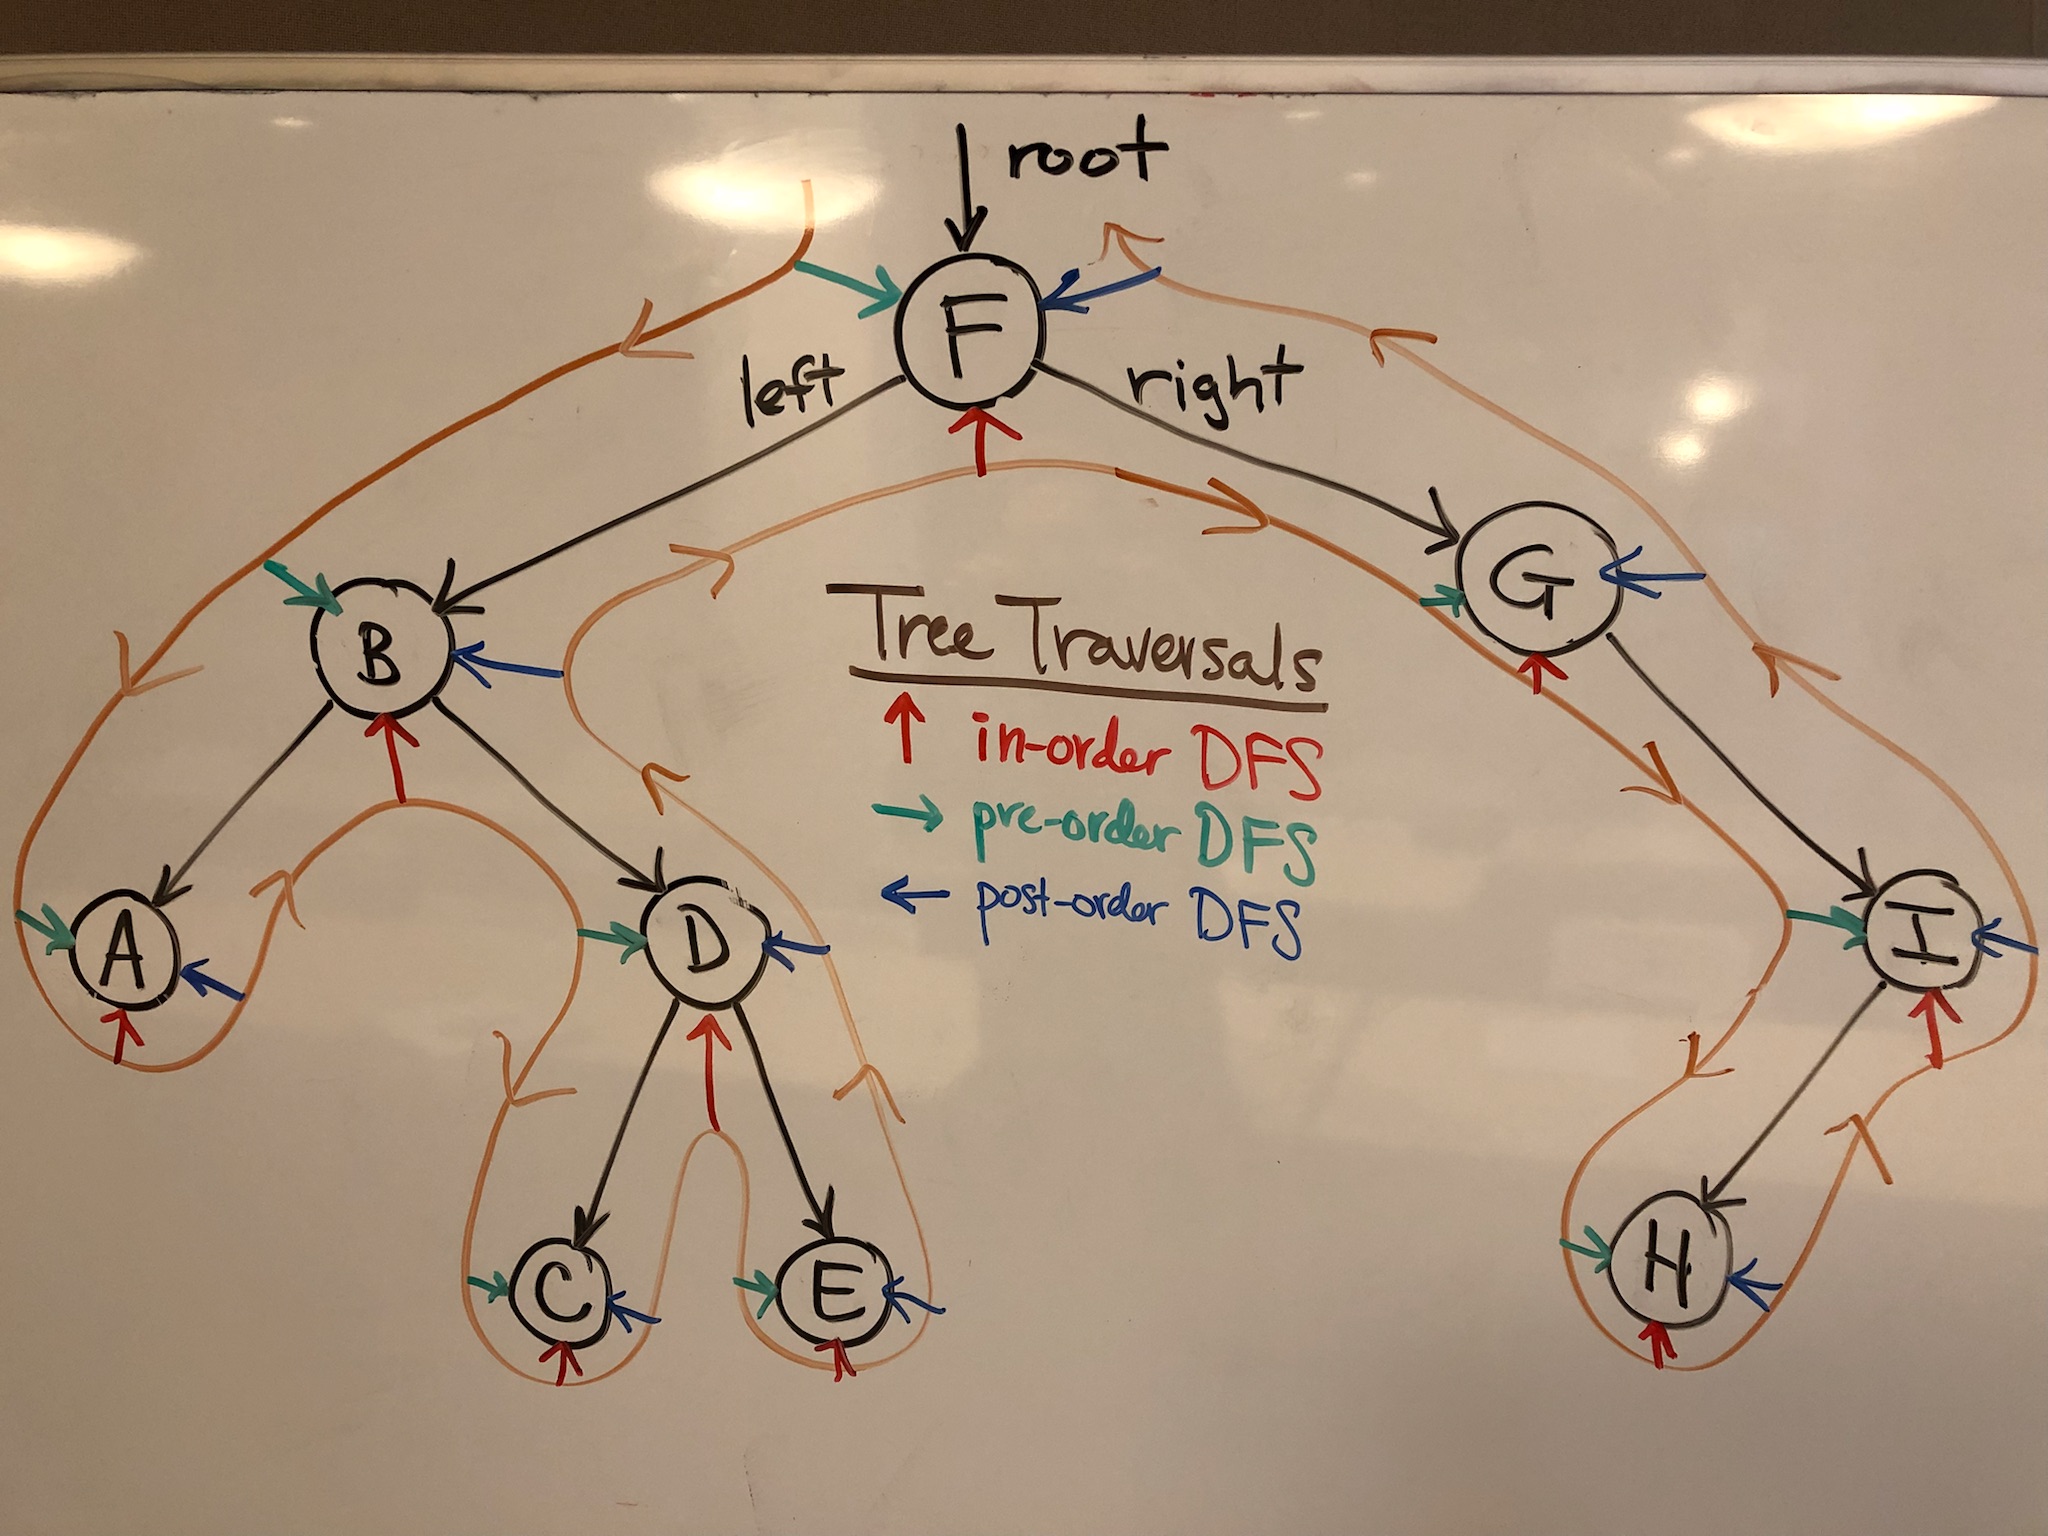 root
F
left
right
G
B
Tree Traversals
↑ in-order DFS
→ pre-order DFS
← post-order DFS
A
D
I
C
E
H